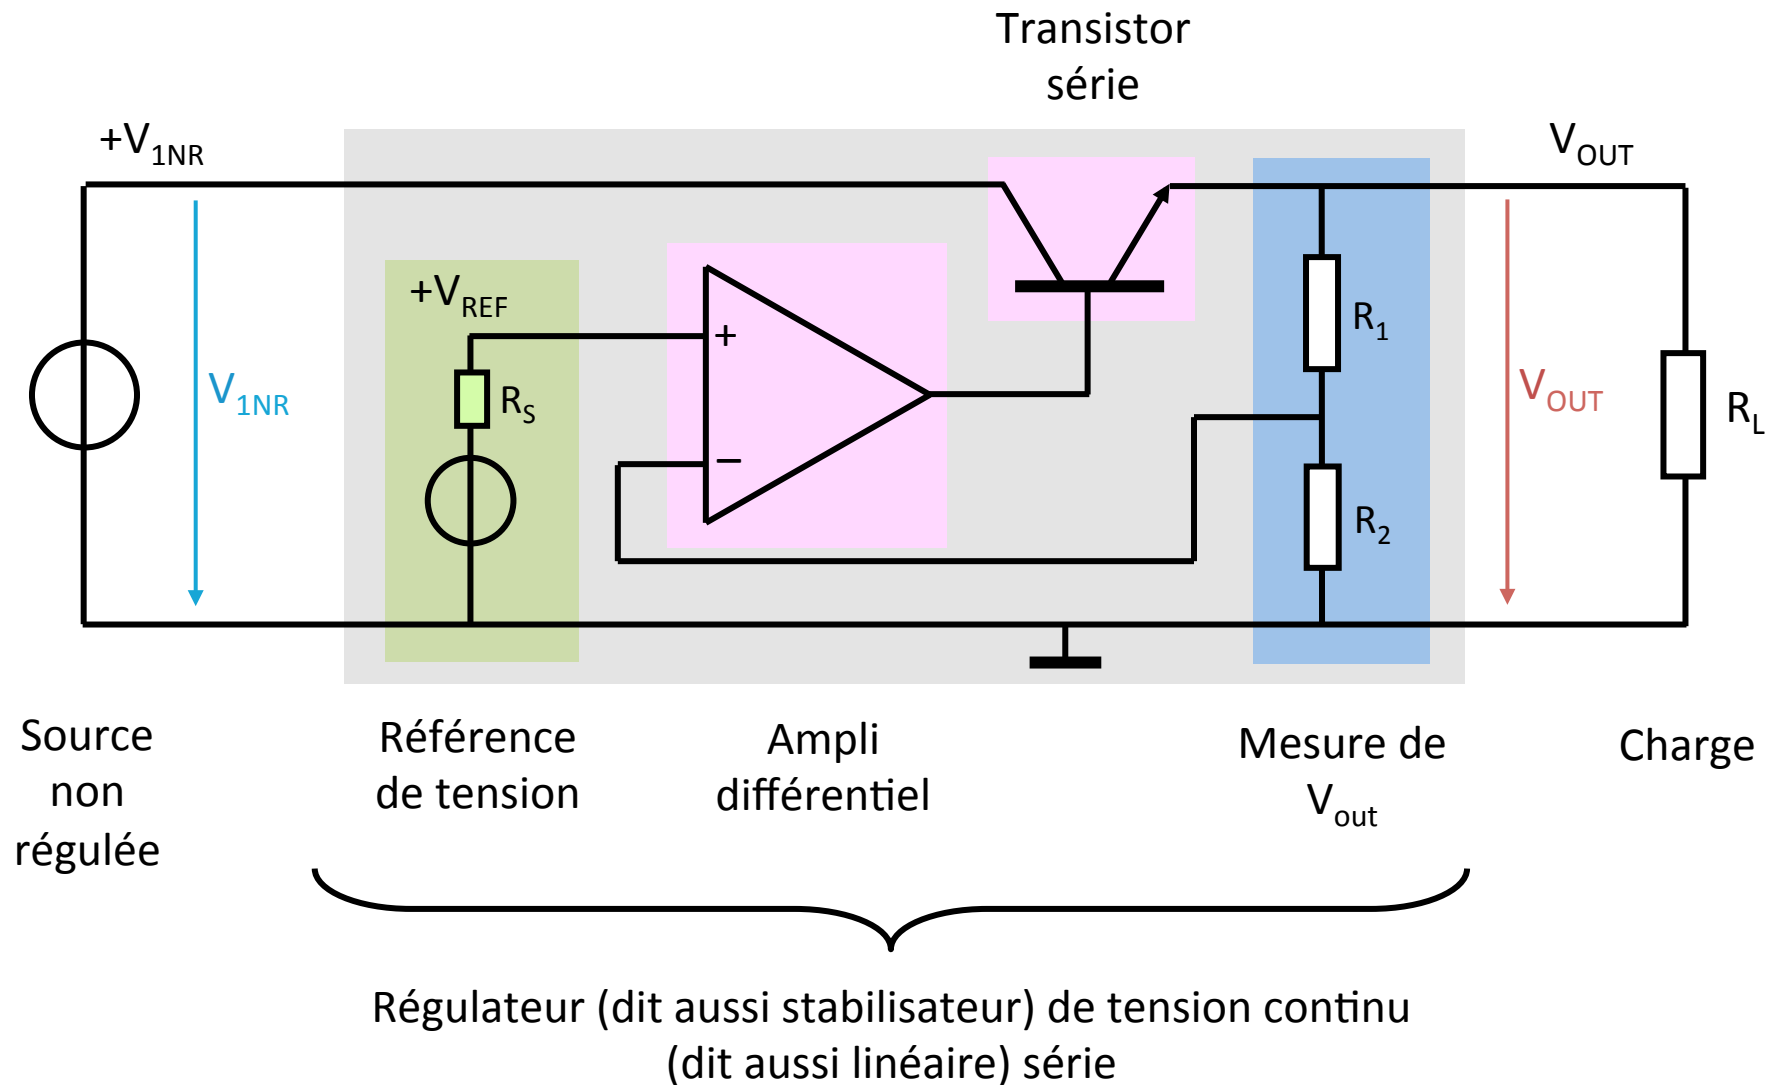 Transistor
série
+V1NR
VOUT
+VREF
+
R1
V1NR
RS
VOUT
RL
−
R2
Source
non
régulée
Référence
de tension
Ampli
différentiel
Mesure de
Vout
Charge
Régulateur (dit aussi stabilisateur) de tension continu
(dit aussi linéaire) série